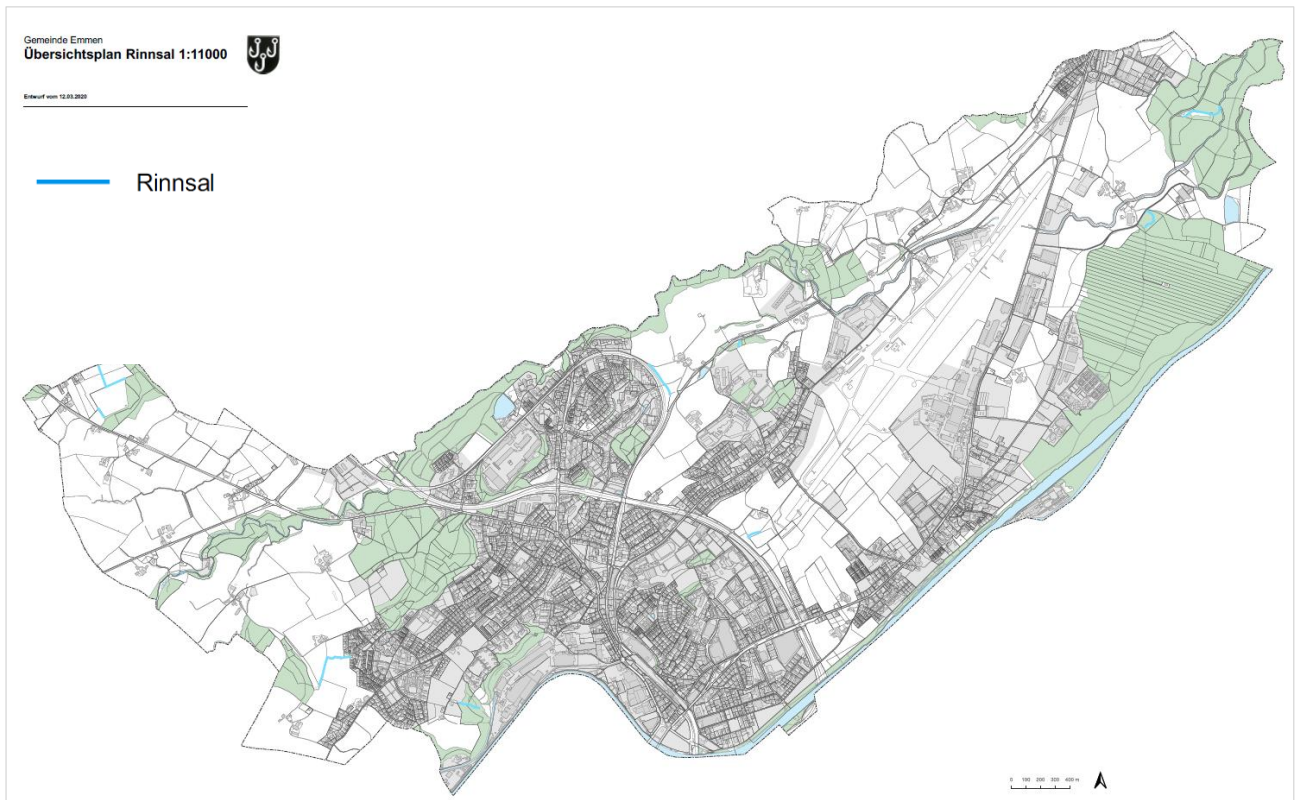 Gemeinde Emmen
Übersichtsplan Rinnsal 1:11000
Entwurf vom 12.03.2020
Rinnsal
0 100 200 300 400 m